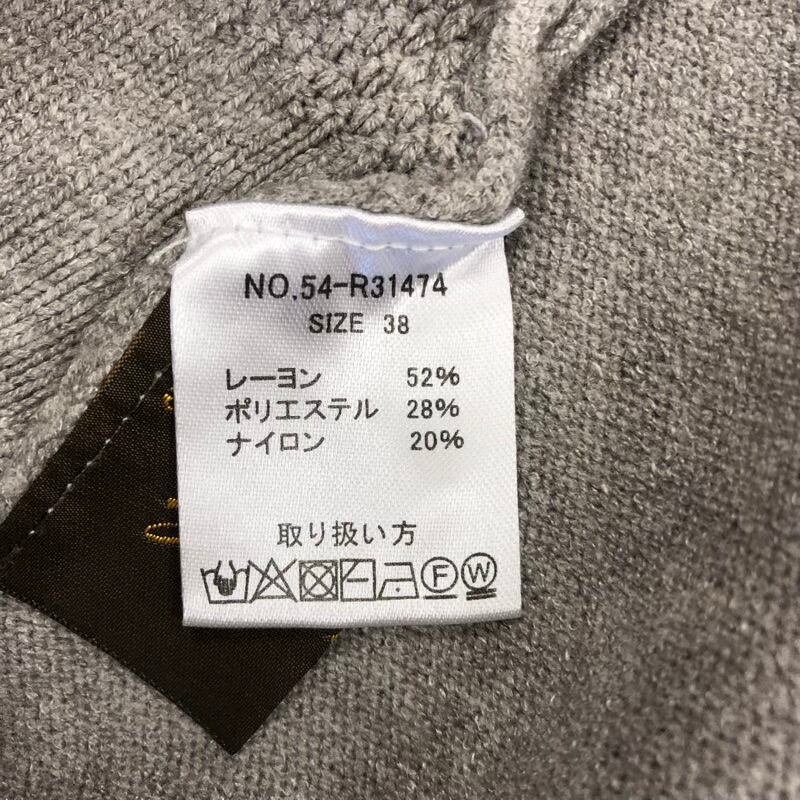 NO.54-R31474
SIZE 38
レーヨン 52%
ポリエステル 28%
ナイロン 20%
取り扱い方
F W